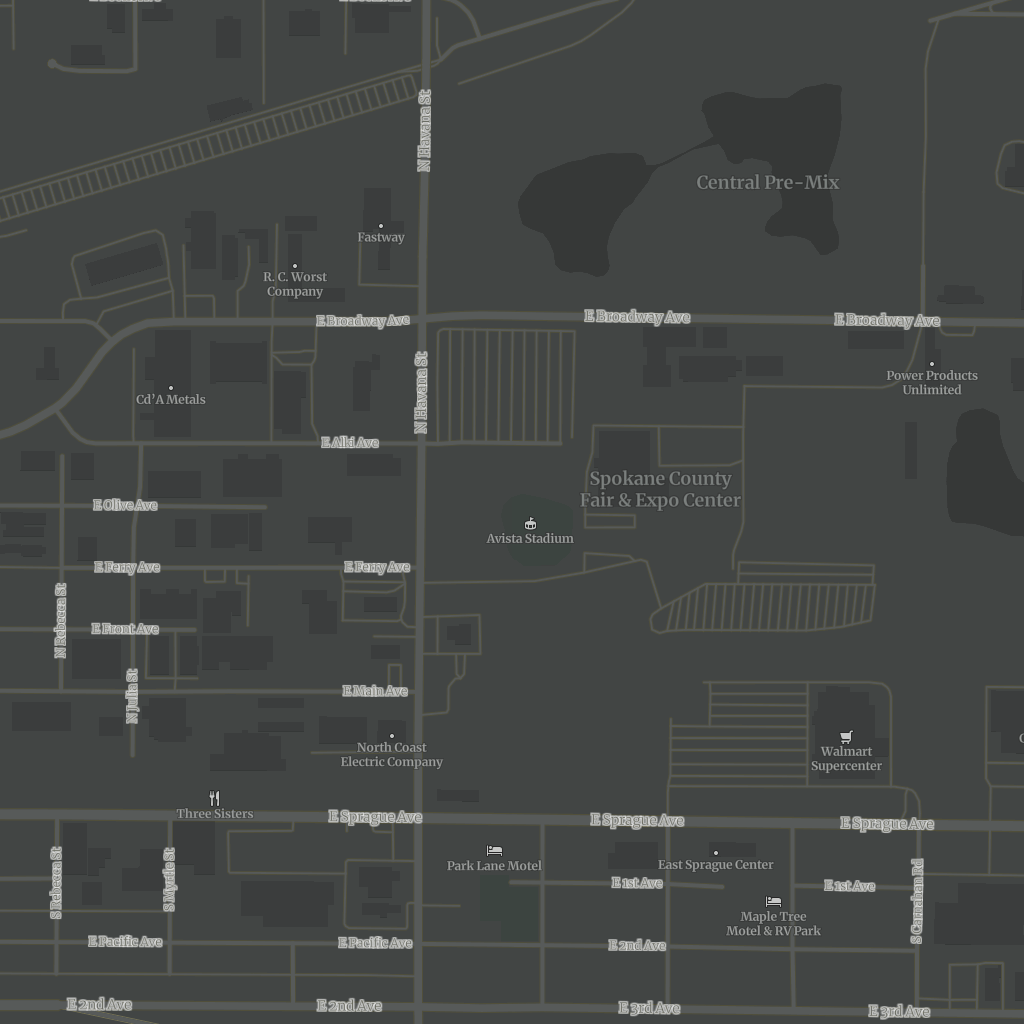 N Havana St
Central Pre-Mix
Fastway
R. C. Worst
Company
E Broadway Ave
E Broadway Ave
E Broadway Ave
N Havana St
Power Products
Unlimited
Cd'A Metals
E Alki Ave
Spokane County
Fair & Expo Center
E Olive Ave
Avista Stadium
E Ferry Ave
E Ferry Ave
N Rebecca St
E Front Ave
N Julia St
E Main Ave
North Coast
Electric Company
Walmart
Supercenter
Three Sisters
E Sprague Ave
E Sprague Ave
E Sprague Ave
Park Lane Motel
East Sprague Center
S Rebecca St
S Myrtle St
E 1st Ave
E 1st Ave
S Carnahan Rd
Maple Tree
Motel & RV Park
E Pacific Ave
E Pacific Ave
E 2nd Ave
E 2nd Ave
E 2nd Ave
E 3rd Ave
E 3rd Ave